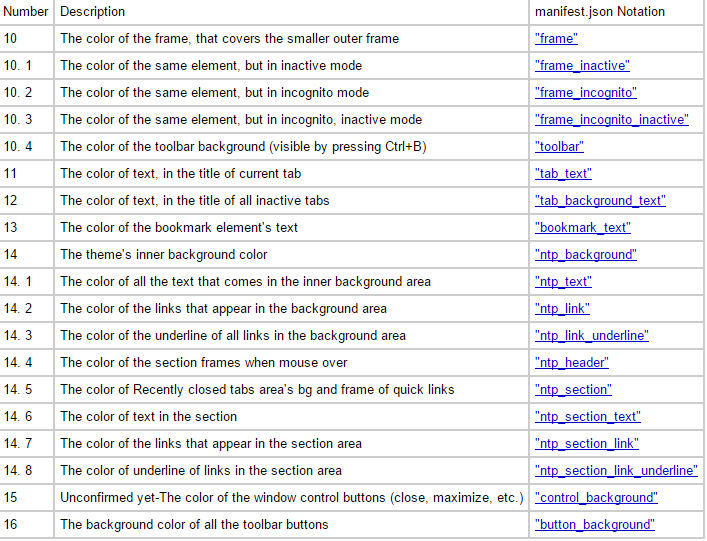 Number Description manifest.json Notation
10 The color of the frame, that covers the smaller outer frame "frame"
10. 1 The color of the same element, but in inactive mode "frame_inactive"
10. 2 The color of the same element, but in incognito mode "frame_incognito"
10. 3 The color of the same element, but in incognito, inactive mode "frame_incognito_inactive"
10. 4 The color of the toolbar background (visible by pressing Ctrl+B) "toolbar"
11 The color of text, in the title of current tab "tab_text"
12 The color of text, in the title of all inactive tabs "tab_background_text"
13 The color of the bookmark element's text "bookmark_text"
14 The theme's inner background color "ntp_background"
14. 1 The color of all the text that comes in the inner background area "ntp_text"
14. 2 The color of the links that appear in the background area "ntp_link"
14. 3 The color of the underline of all links in the background area "ntp_link_underline"
14. 4 The color of the section frames when mouse over "ntp_header"
14. 5 The color of Recently closed tabs area's bg and frame of quick links "ntp_section"
14. 6 The color of text in the section "ntp_section_text"
14. 7 The color of the links that appear in the section area "ntp_section_link"
14. 8 The color of underline of links in the section area "ntp_section_link_underline"
15 Unconfirmed yet-The color of the window control buttons (close, maximize, etc.) "control_background"
16 The background color of all the toolbar buttons "button_background"